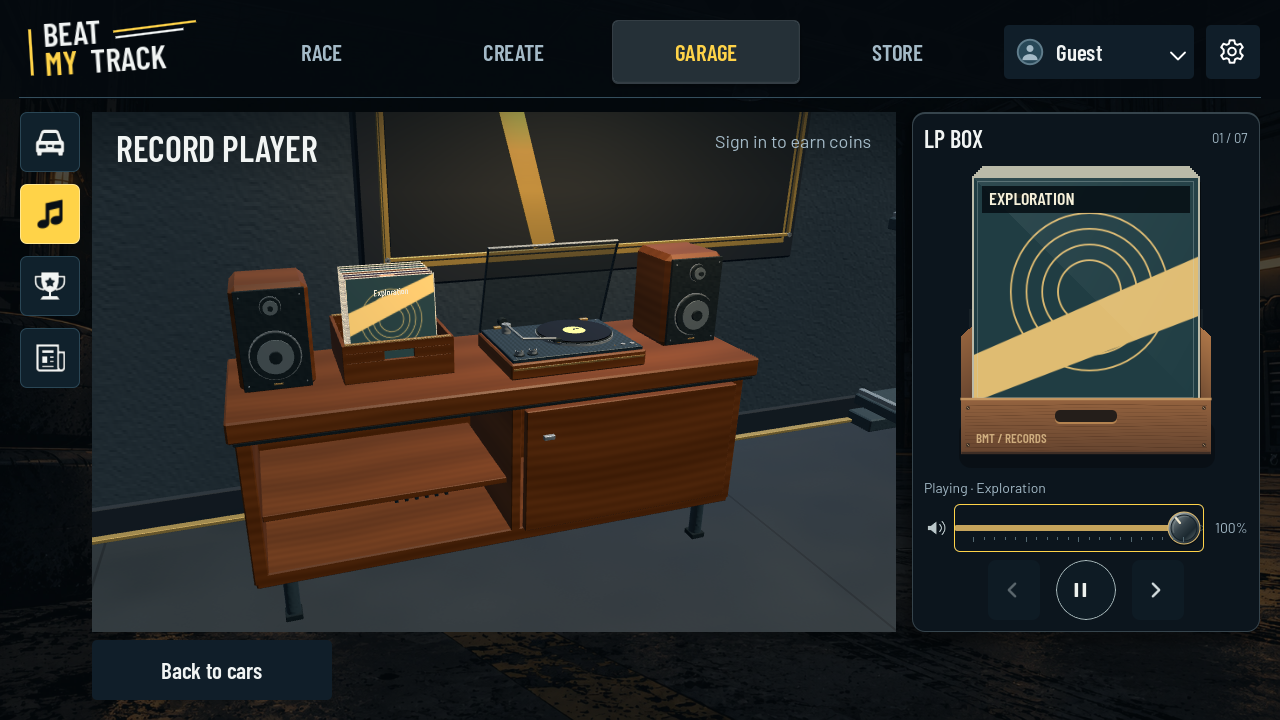 BEAT
MY TRACK
RACE
CREATE
GARAGE
STORE
Guest
RECORD PLAYER
Sign in to earn coins
Exploration
LP BOX
01 / 07
EXPLORATION
BMT / RECORDS
Playing · Exploration
100%
Back to cars